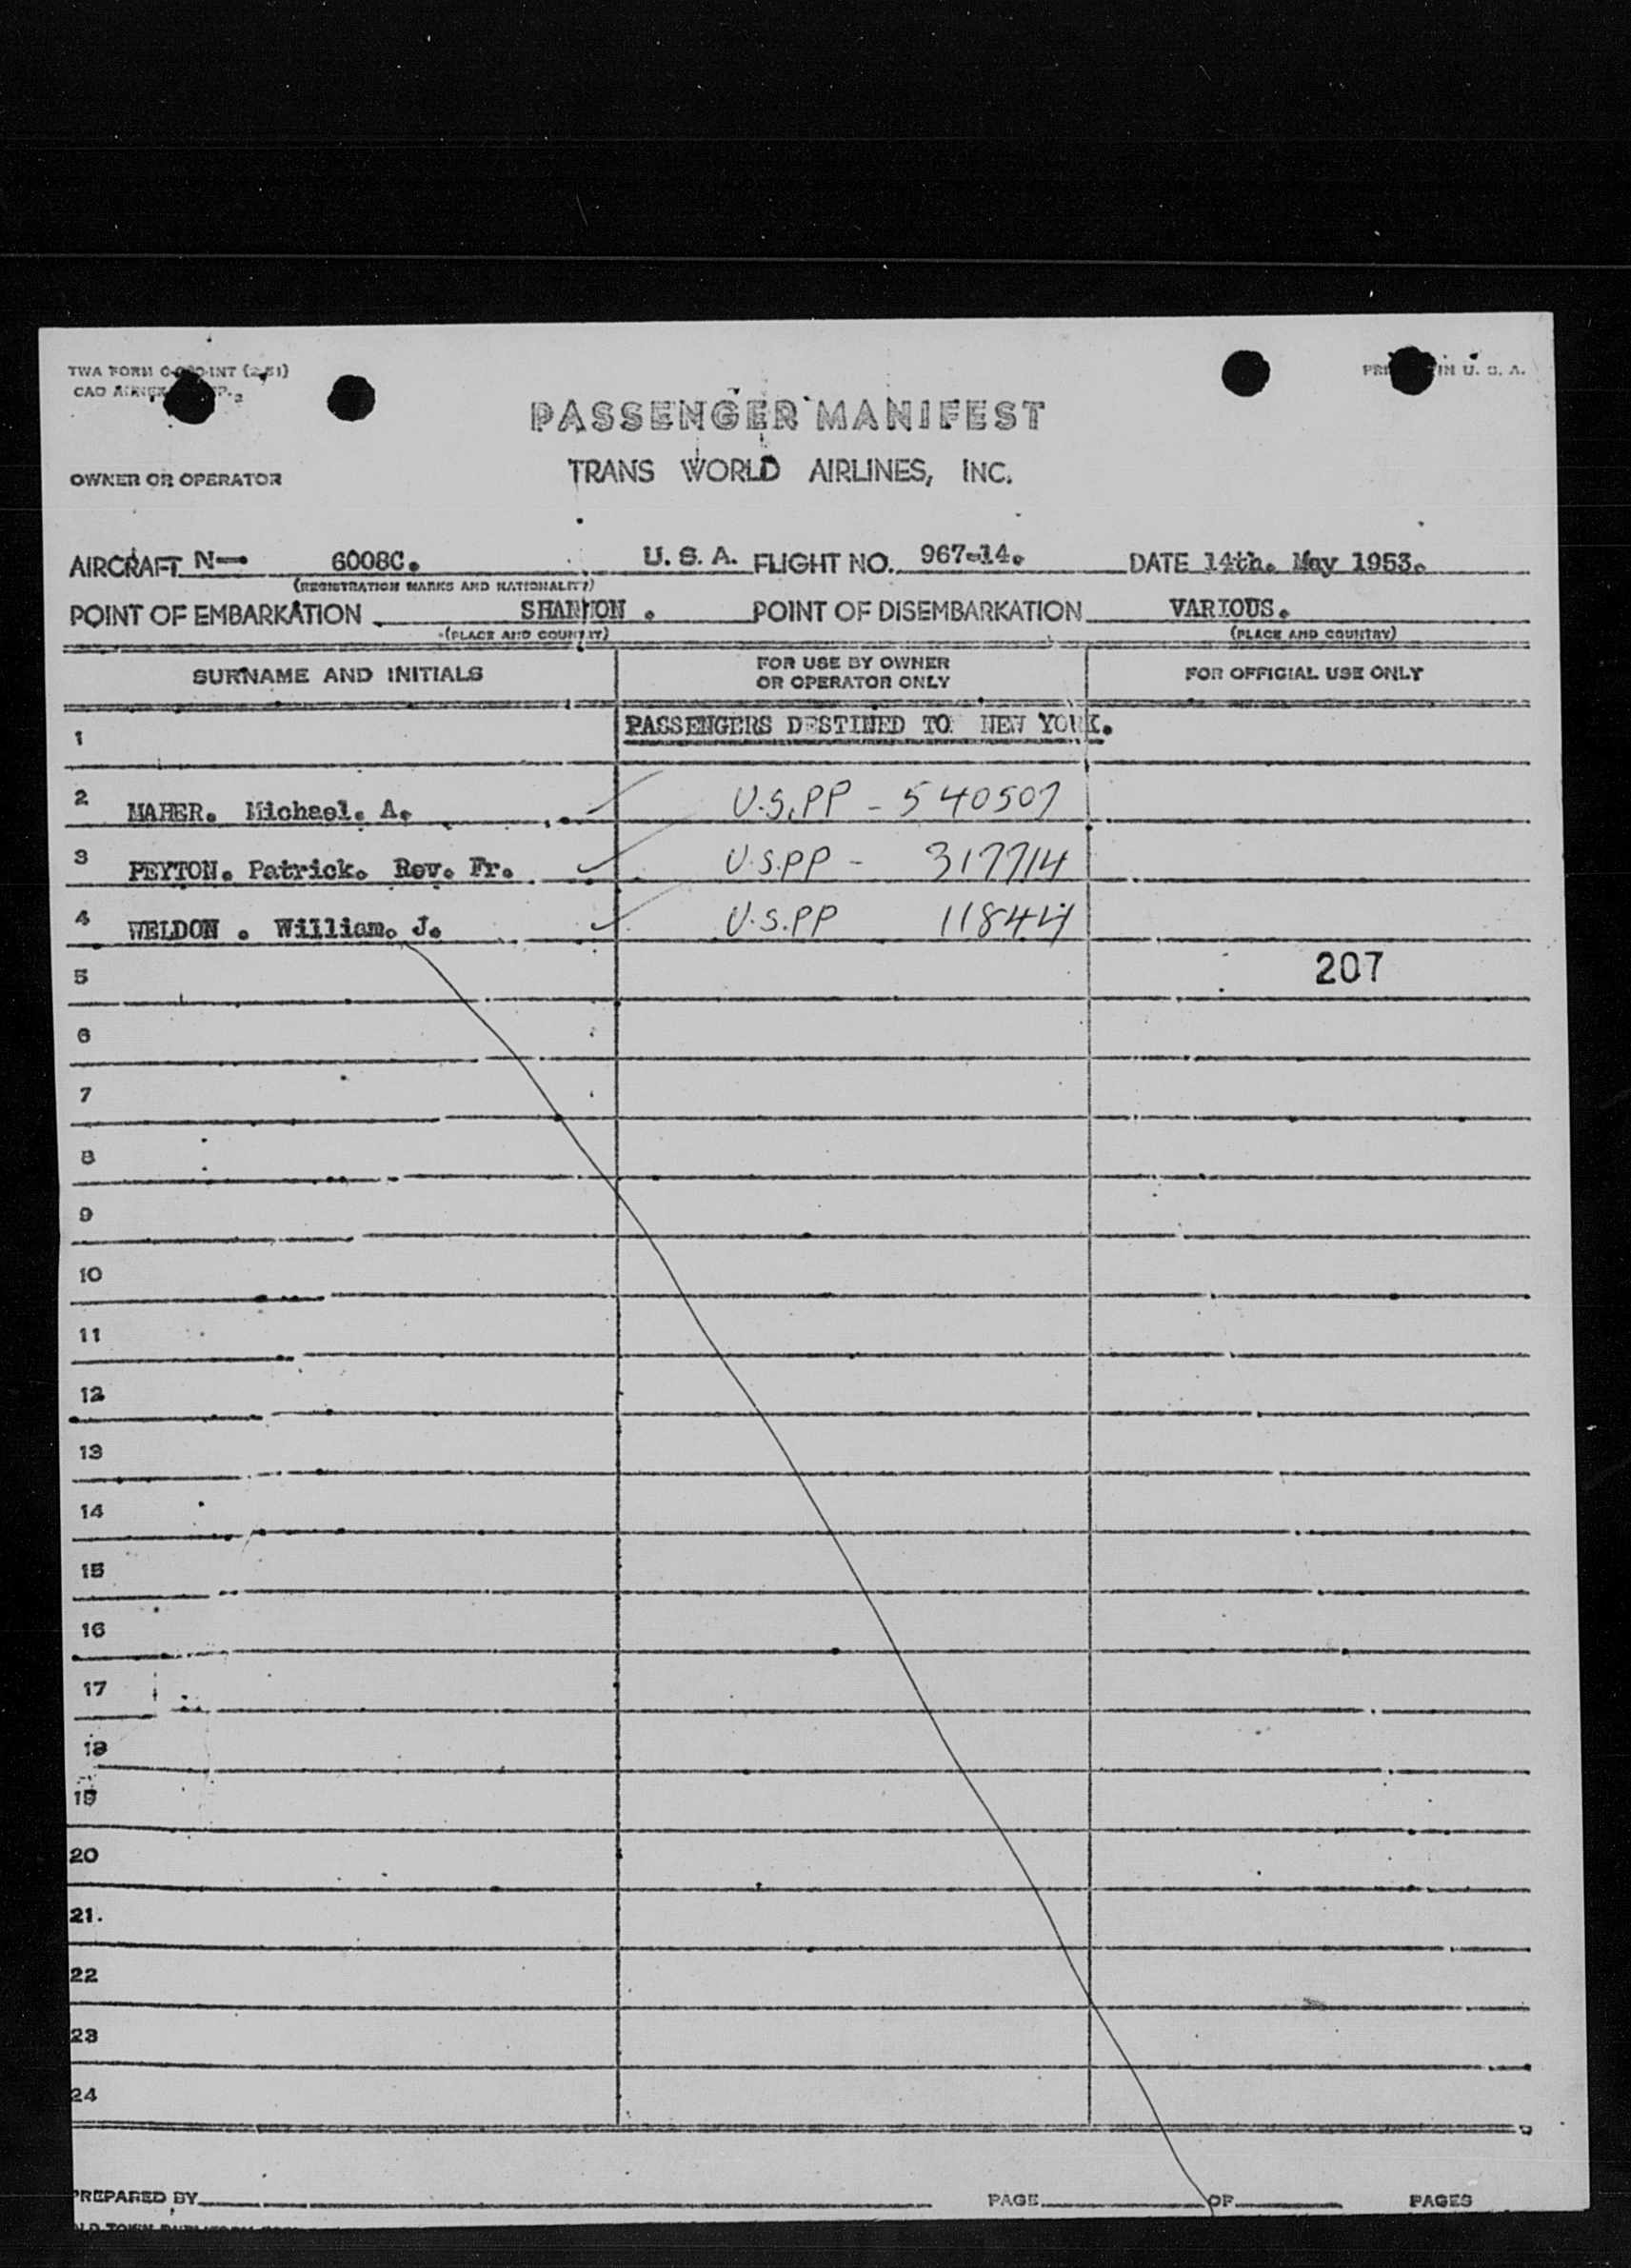 TWA FORM
PRINTED IN U. S. A.
CAO ANNEX
PASSENGER MANIFEST
OWNER OR OPERATOR
TRANS WORLD AIRLINES, INC.
AIRCRAFT N— 6008C. U. S. A. FLIGHT NO. 967-14. DATE 14th. May 1953.
(REGISTRATION MARKS AND NATIONALITY)
POINT OF EMBARKATION SHANNON . POINT OF DISEMBARKATION VARIOUS.
(PLACE AND COUNTRY) (PLACE AND COUNTRY)
SURNAME AND INITIALS FOR USE BY OWNER OR OPERATOR ONLY FOR OFFICIAL USE ONLY
1 PASSENGERS DESTINED TO NEW YORK.
2 MAHER. Michael. A. U.S.PP - 540507
3 PEYTON. Patrick. Rev. Fr. U.S.PP - 317714
4 WELDON . William. J. U.S.PP 11844
5 207
6
7
8
9
10
11
12
13
14
15
16
17
18
19
20
21.
22
23
24
PREPARED BY PAGE OF PAGES